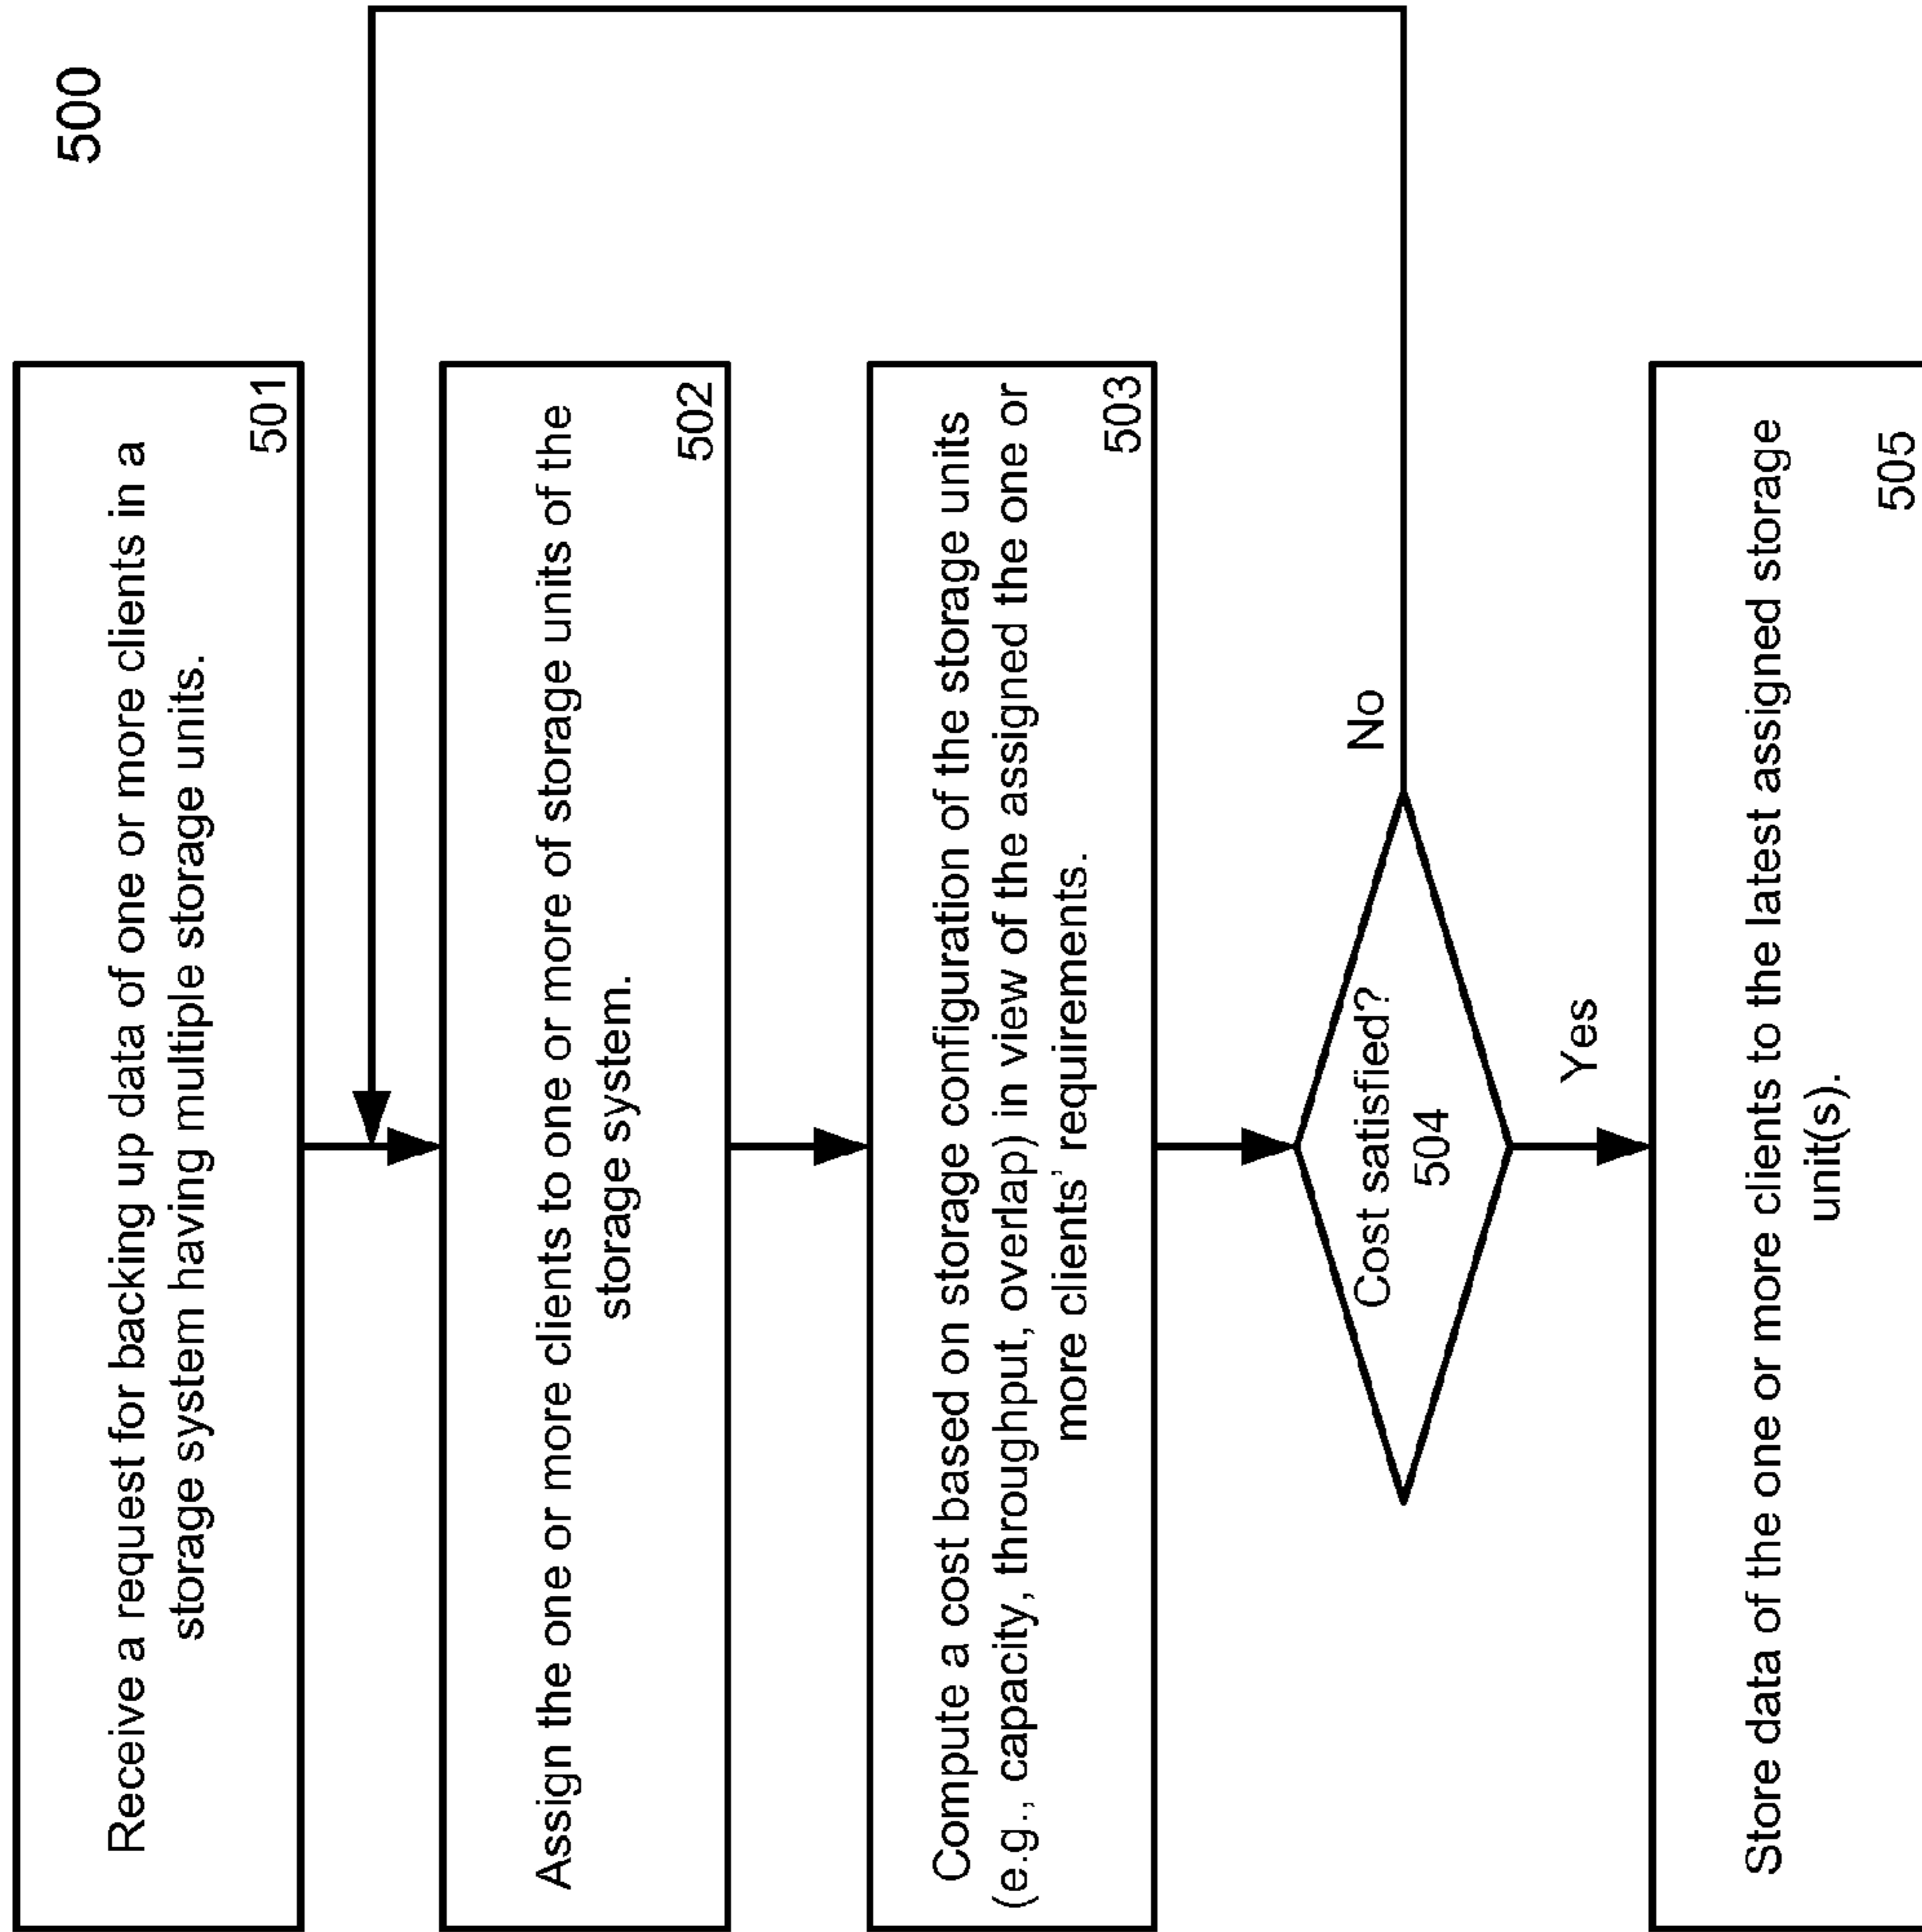 500
Receive a request for backing up data of one or more clients in a
storage system having multiple storage units.
501
Assign the one or more clients to one or more of storage units of the
storage system.
502
Compute a cost based on storage configuration of the storage units
(e.g., capacity, throughput, overlap) in view of the assigned the one or
more clients’ requirements.
503
Cost satisfied?
504
No
Yes
Store data of the one or more clients to the latest assigned storage
unit(s).
505